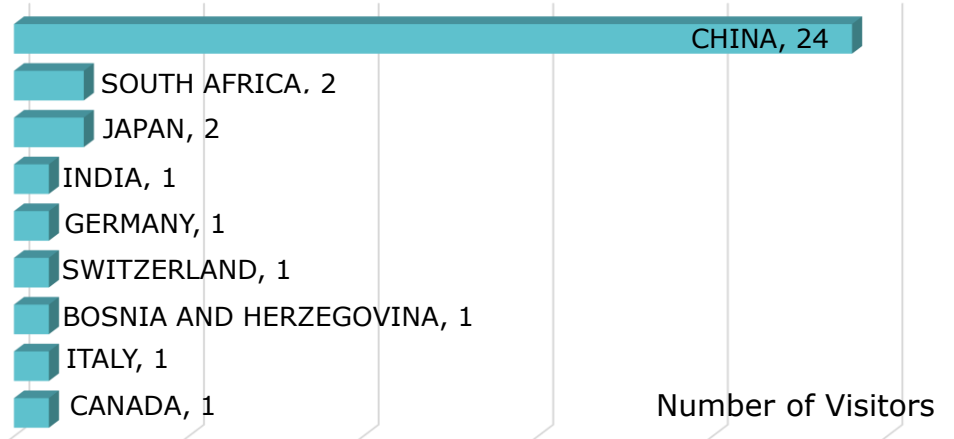 CHINA, 24
SOUTH AFRICA, 2
JAPAN, 2
INDIA, 1
GERMANY, 1
SWITZERLAND, 1
BOSNIA AND HERZEGOVINA, 1
ITALY, 1
CANADA, 1
Number of Visitors